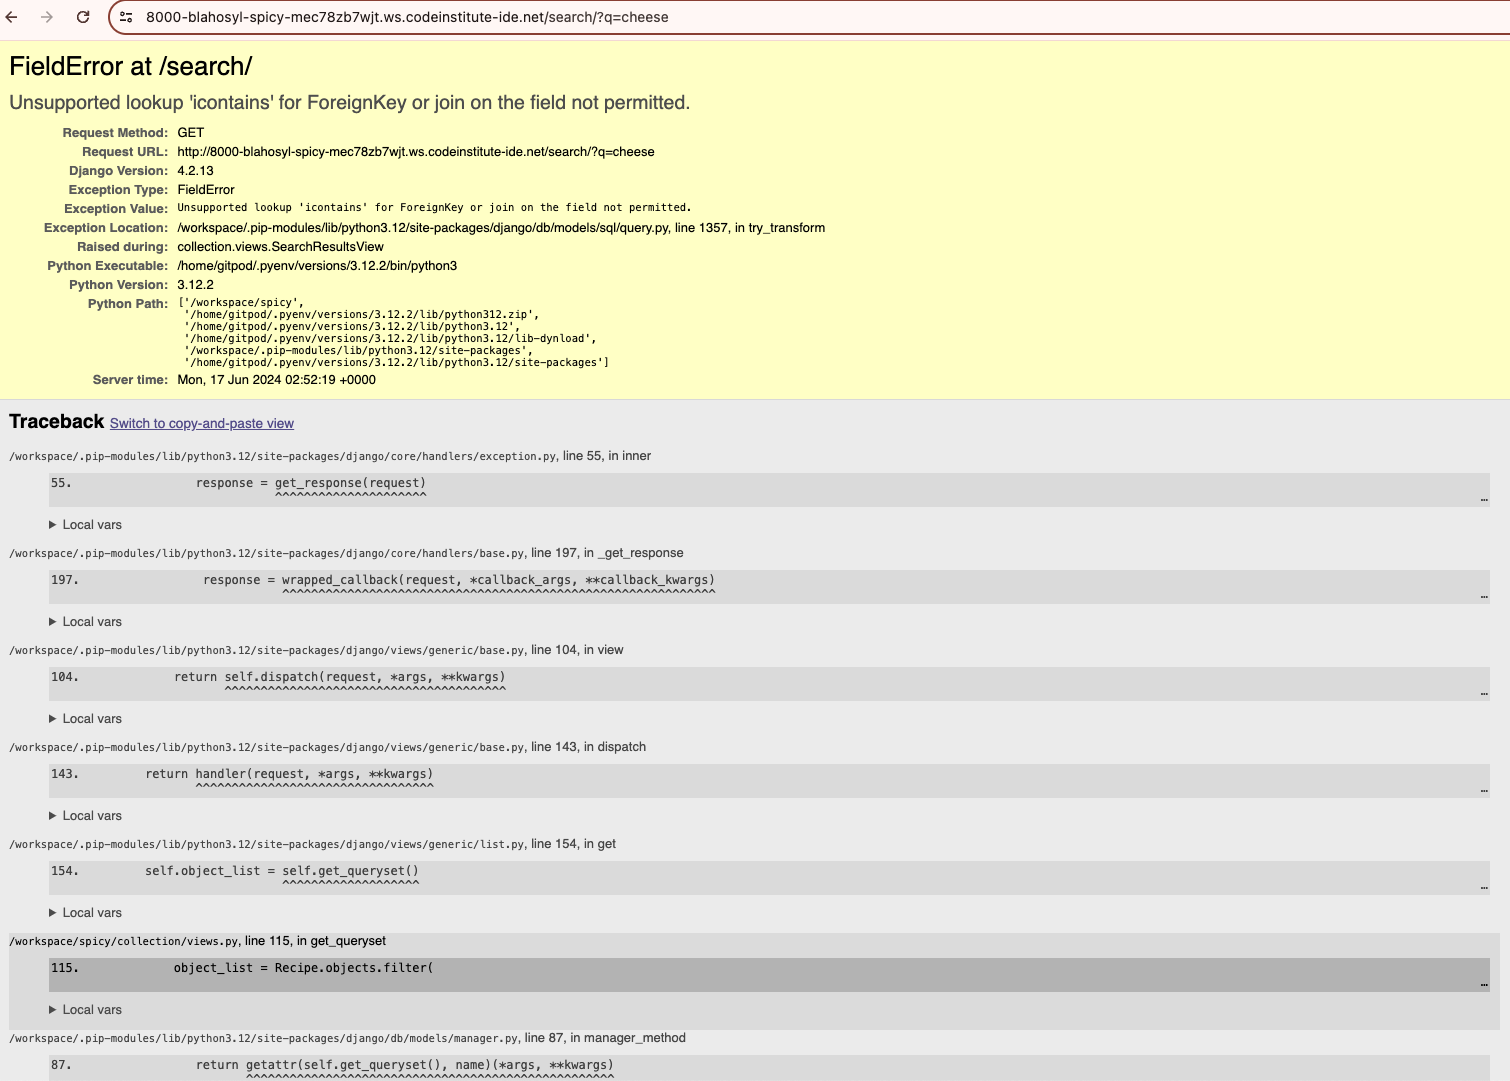 8000-blahosyl-spicy-mec78zb7wjt.ws.codeinstitute-ide.net/search/?q=cheese
FieldError at /search/
Unsupported lookup 'icontains' for ForeignKey or join on the field not permitted.
Request Method: GET
Request URL: http://8000-blahosyl-spicy-mec78zb7wjt.ws.codeinstitute-ide.net/search/?q=cheese
Django Version: 4.2.13
Exception Type: FieldError
Exception Value: Unsupported lookup 'icontains' for ForeignKey or join on the field not permitted.
Exception Location: /workspace/.pip-modules/lib/python3.12/site-packages/django/db/models/sql/query.py, line 1357, in try_transform
Raised during: collection.views.SearchResultsView
Python Executable: /home/gitpod/.pyenv/versions/3.12.2/bin/python3
Python Version: 3.12.2
Python Path: ['/workspace/spicy',
'/home/gitpod/.pyenv/versions/3.12.2/lib/python312.zip',
'/home/gitpod/.pyenv/versions/3.12.2/lib/python3.12',
'/home/gitpod/.pyenv/versions/3.12.2/lib/python3.12/lib-dynload',
'/workspace/.pip-modules/lib/python3.12/site-packages',
'/home/gitpod/.pyenv/versions/3.12.2/lib/python3.12/site-packages']
Server time: Mon, 17 Jun 2024 02:52:19 +0000
Traceback Switch to copy-and-paste view
/workspace/.pip-modules/lib/python3.12/site-packages/django/core/handlers/exception.py, line 55, in inner
55. response = get_response(request)
^^^^^^^^^^^^^^^^^^^^^ …
▶ Local vars
/workspace/.pip-modules/lib/python3.12/site-packages/django/core/handlers/base.py, line 197, in _get_response
197. response = wrapped_callback(request, *callback_args, **callback_kwargs)
^^^^^^^^^^^^^^^^^^^^^^^^^^^^^^^^^^^^^^^^^^^^^^^^^^^^^^^^^^^^ …
▶ Local vars
/workspace/.pip-modules/lib/python3.12/site-packages/django/views/generic/base.py, line 104, in view
104. return self.dispatch(request, *args, **kwargs)
^^^^^^^^^^^^^^^^^^^^^^^^^^^^^^^^^^^^^^^ …
▶ Local vars
/workspace/.pip-modules/lib/python3.12/site-packages/django/views/generic/base.py, line 143, in dispatch
143. return handler(request, *args, **kwargs)
^^^^^^^^^^^^^^^^^^^^^^^^^^^^^^^^^ …
▶ Local vars
/workspace/.pip-modules/lib/python3.12/site-packages/django/views/generic/list.py, line 154, in get
154. self.object_list = self.get_queryset()
^^^^^^^^^^^^^^^^^^^ …
▶ Local vars
/workspace/spicy/collection/views.py, line 115, in get_queryset
115. object_list = Recipe.objects.filter(
…
▶ Local vars
/workspace/.pip-modules/lib/python3.12/site-packages/django/db/models/manager.py, line 87, in manager_method
87. return getattr(self.get_queryset(), name)(*args, **kwargs)
^^^^^^^^^^^^^^^^^^^^^^^^^^^^^^^^^^^^^^^^^^^^^^^^^^^